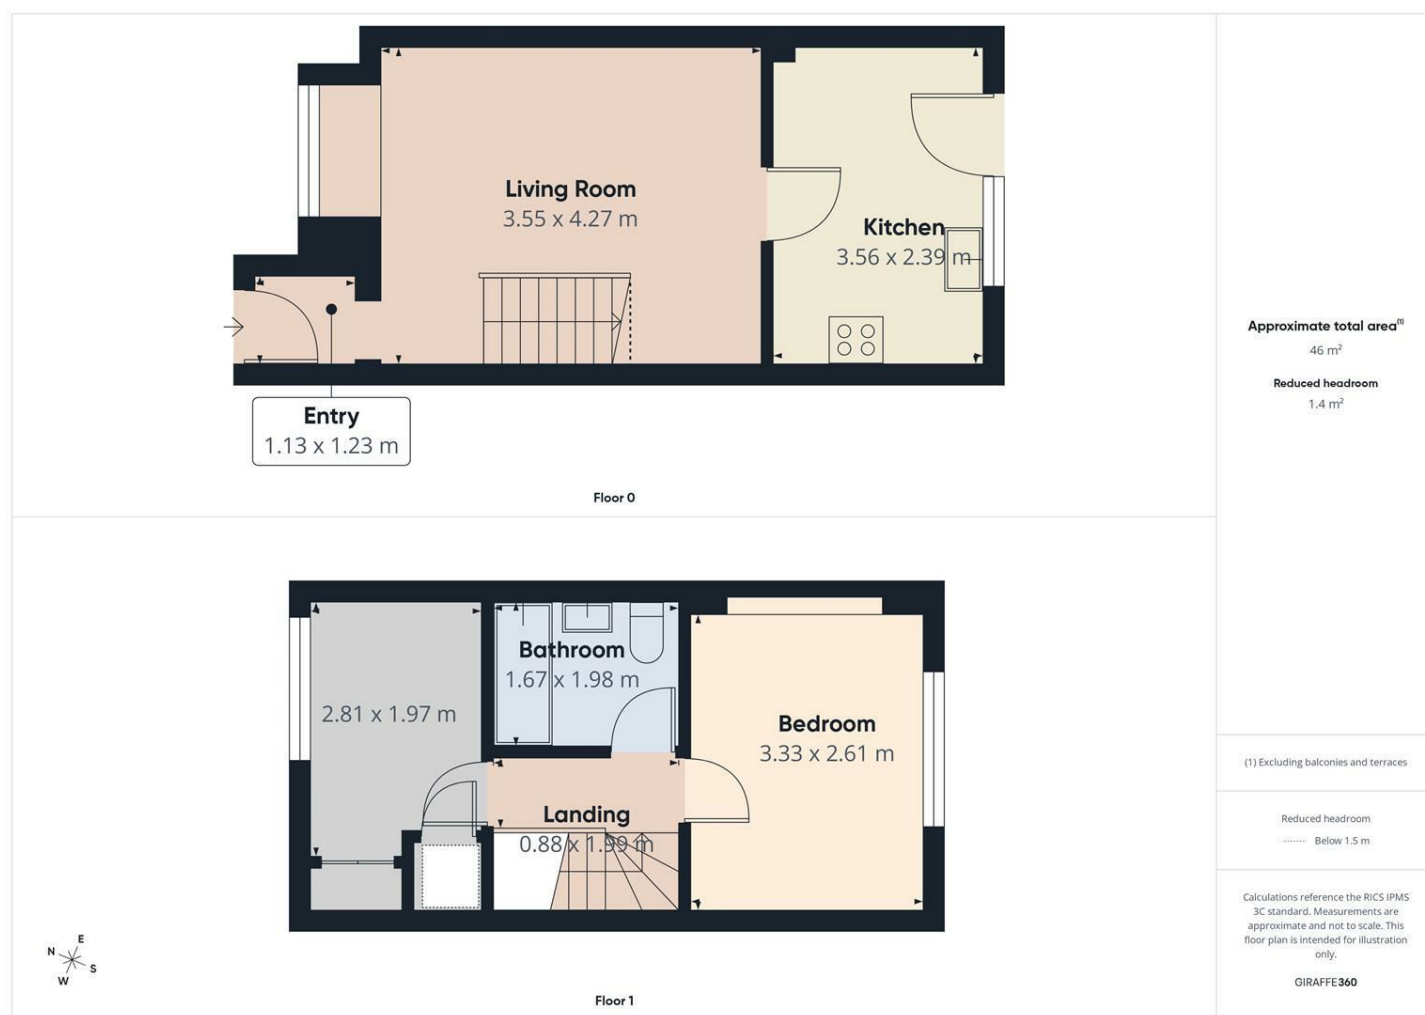 Living Room
3.55 x 4.27 m
Kitchen
3.56 x 2.39 m
Entry
1.13 x 1.23 m
Floor 0
2.81 x 1.97 m
Bathroom
1.67 x 1.98 m
Bedroom
3.33 x 2.61 m
Landing
0.88 x 1.99 m
N
E
S
W
Floor 1
Approximate total area(1)
46 m²
Reduced headroom
1.4 m²
(1) Excluding balconies and terraces
Reduced headroom
Below 1.5 m
Calculations reference the RICS IPMS
3C standard. Measurements are
approximate and not to scale. This
floor plan is intended for illustration
only.
GIRAFFE360